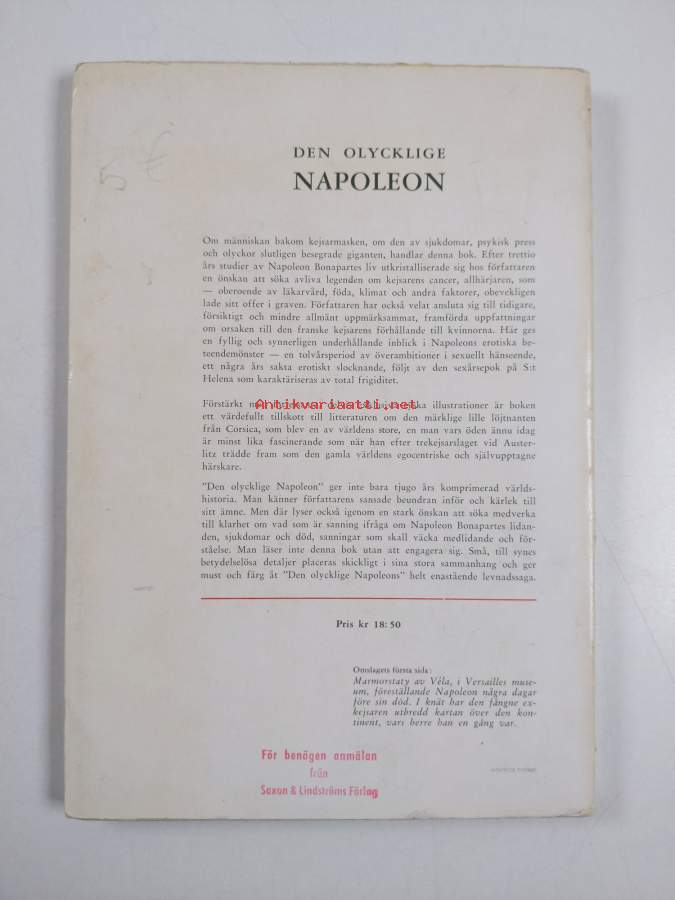 DEN OLYCKLIGE
NAPOLEON
5 €
Om människan bakom kejsarmasken, om den av sjukdomar, psykisk press
och olyckor slutligen besegrade giganten, handlar denna bok. Efter trettio
års studier av Napoleon Bonapartes liv utkristalliserade sig hos författaren
en önskan att söka avliva legenden om kejsarens cancer, allhärjaren, som
— oberoende av läkarvård, föda, klimat och andra faktorer, obevekligen
lade sitt offer i graven. Författaren har också velat ansluta sig till tidigare,
försiktigt och mindre allmänt uppmärksammat, framförda uppfattningar
om orsaken till den franske kejsarens förhållande till kvinnorna. Här ges
en fyllig och synnerligen underhållande inblick i Napoleons erotiska be-
teendemönster — en tolvårsperiod av överambitioner i sexuellt hänseende,
ett några års sakta erotiskt slocknande, följt av den sexårsepok på S:t
Helena som karaktäriseras av total frigiditet.
Förstärkt illustrationer är boken
Antikvariaatti.net
ett värdefullt tillskott till litteraturen om den märklige lille löjtnanten
från Corsica, som blev en av världens store, en man vars öden ännu idag
är minst lika fascinerande som när han efter trekejsarslaget vid Auster-
litz trädde fram som den gamla världens egocentriske och självupptagne
härskare.
"Den olycklige Napoleon" ger inte bara tjugo års komprimerad världs-
historia. Man känner författarens sansade beundran inför och kärlek till
sitt ämne. Men där lyser också igenom en stark önskan att söka medverka
till klarhet om vad som är sanning ifråga om Napoleon Bonapartes lidan-
den, sjukdomar och död, sanningar som skall väcka medlidande och för-
ståelse. Man läser inte denna bok utan att engagera sig. Små, till synes
betydelselösa detaljer placeras skickligt i sina stora sammanhang och ger
must och färg åt "Den olycklige Napoleons" helt enastående levnadssaga.
Pris kr 18:50
Omslagets första sida:
Marmorstaty av Véla, i Versailles muse-
um, föreställande Napoleon några dagar
före sin död. I knät har den fångne ex-
kejsaren utbredd kartan över den kon-
tinent, vars herre han en gång var.
För benägen anmälan
från
Saxon & Lindströms Förlag